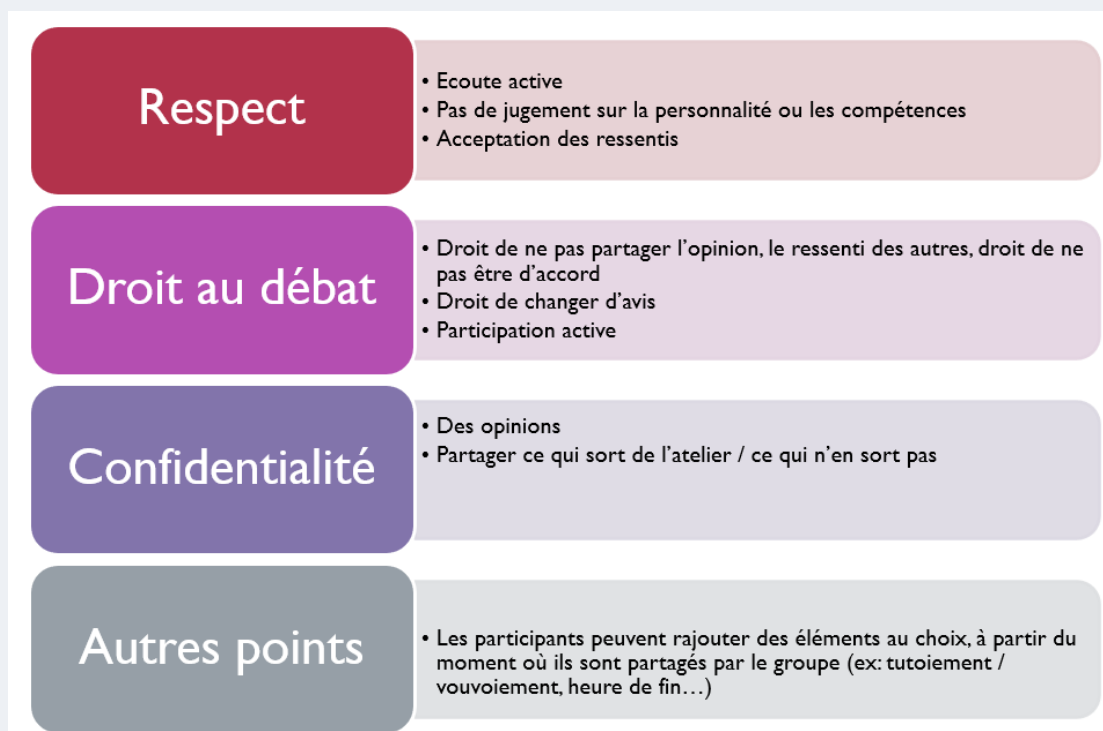 Respect
• Ecoute active
• Pas de jugement sur la personnalité ou les compétences
• Acceptation des ressentis
Droit au débat
• Droit de ne pas partager l'opinion, le ressenti des autres, droit de ne
pas être d'accord
• Droit de changer d'avis
• Participation active
Confidentialité
• Des opinions
• Partager ce qui sort de l'atelier / ce qui n'en sort pas
Autres points
• Les participants peuvent rajouter des éléments au choix, à partir du
moment où ils sont partagés par le groupe (ex: tutoiement /
vouvoiement, heure de fin…)